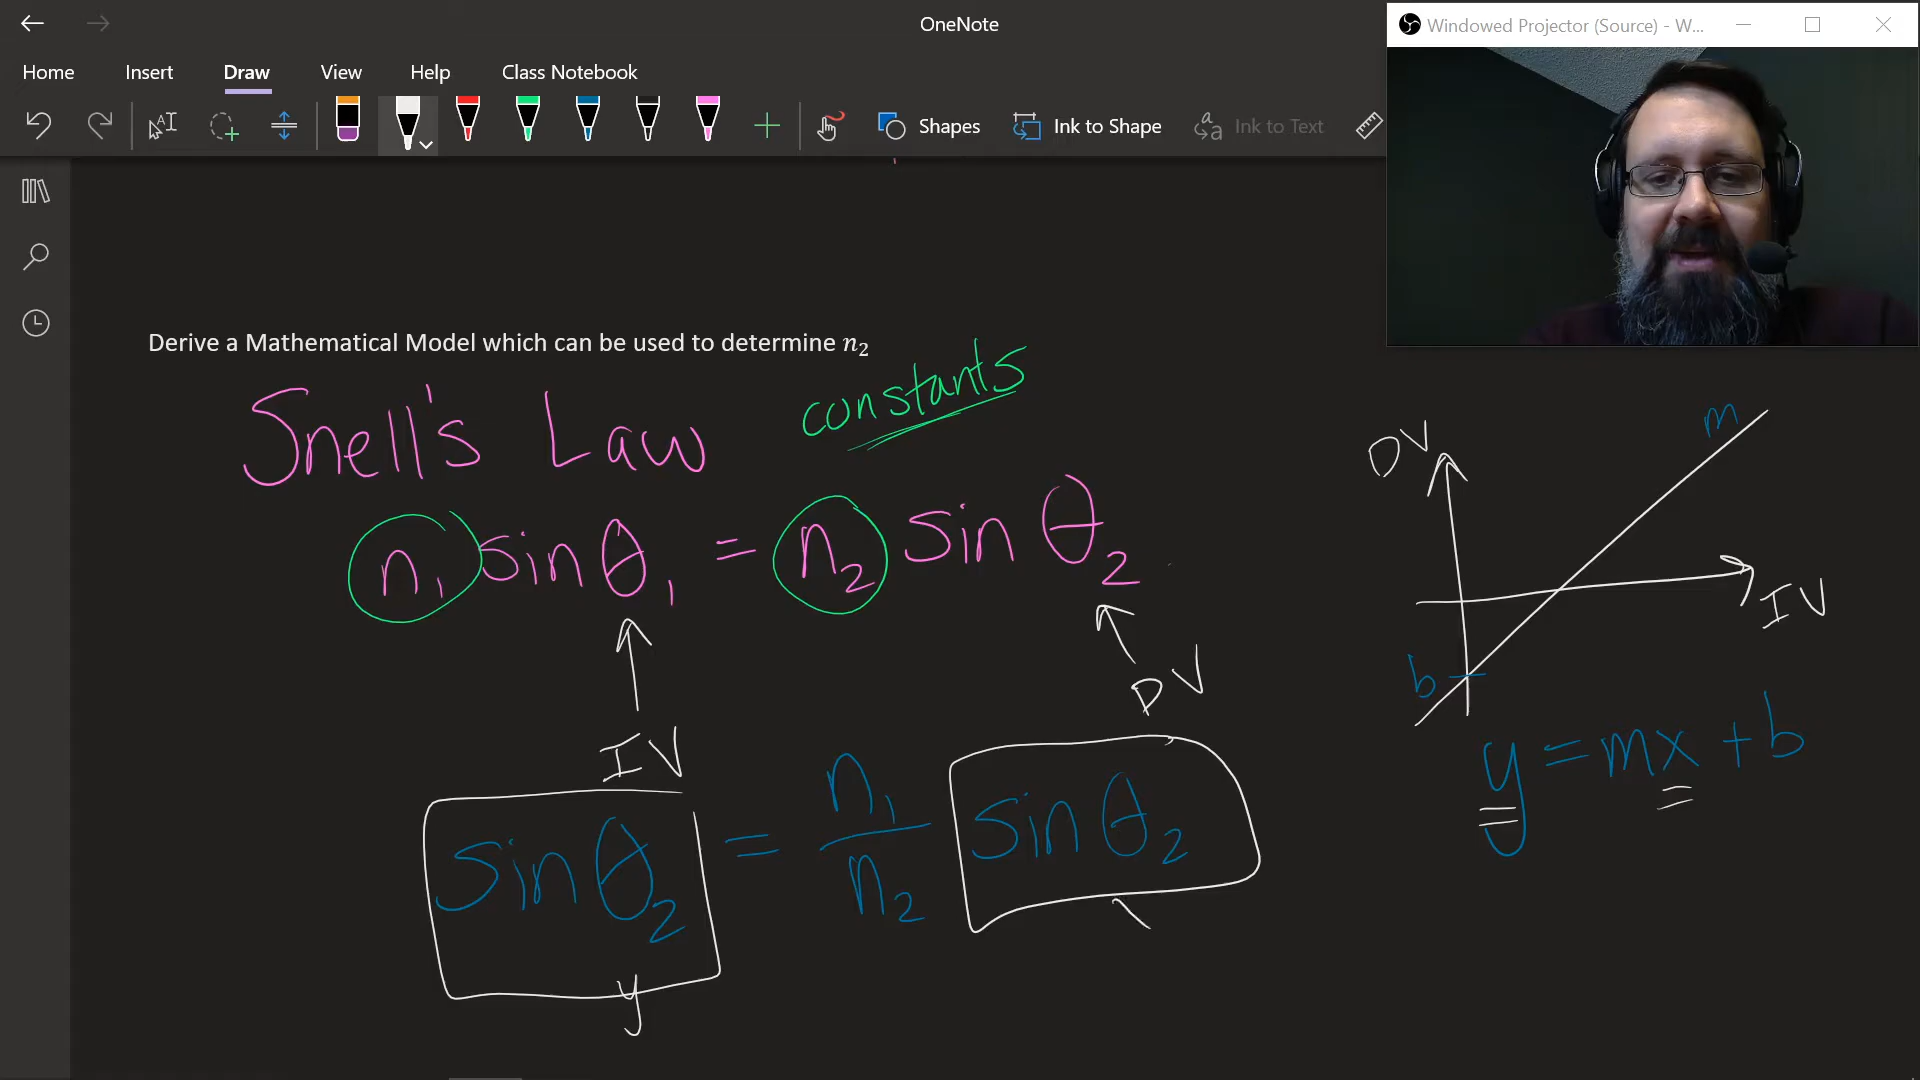 OneNote
Windowed Projector (Source) - W...
Home Insert Draw View Help Class Notebook
Shapes Ink to Shape Ink to Text
Derive a Mathematical Model which can be used to determine n₂
constants
Snell's Law
n₁ sin θ₁ = n₂ sin θ₂
IV
DV
sin θ₂ = n₁/n₂ sin θ₂
y
DV
m
IV
b
y = mx + b